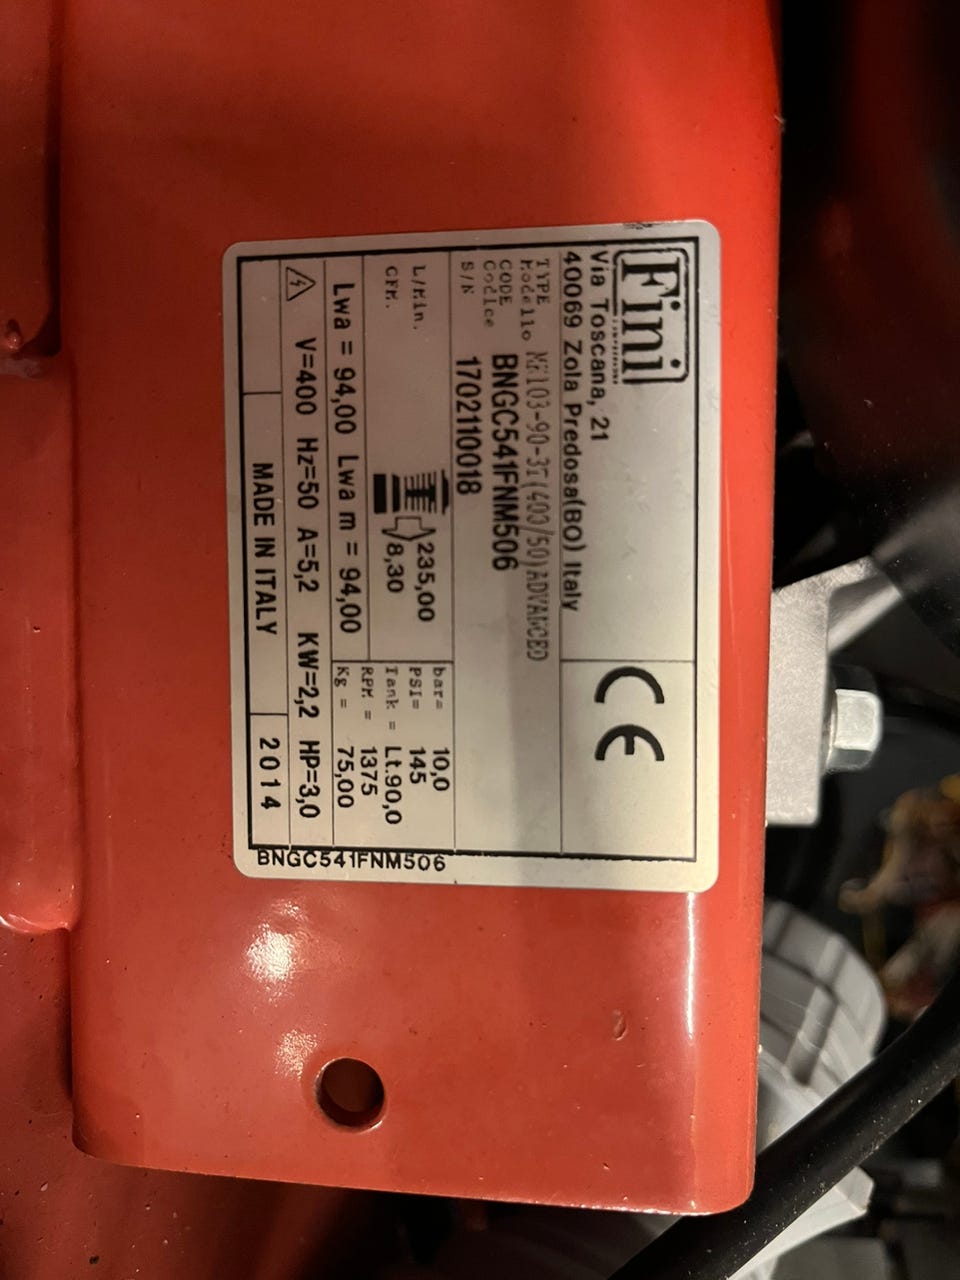 Fini
Via Toscana, 21
40069 Zola Predosa(BO) Italy
CE
TYPE
Modello MK103-90-3T(400/50)ADVANCED
CODE
Codice BNGC541FNM506
S/N 1702110018
L/Min. 235,00
CFM. 8,30
bar= 10,0
PSI= 145
Tank = Lt.90,0
RPM = 1375
Kg = 75,00
Lwa = 94,00 Lwa m = 94,00
V=400 Hz=50 A=5,2 KW=2,2 HP=3,0
MADE IN ITALY 2014
BNGC541FNM506